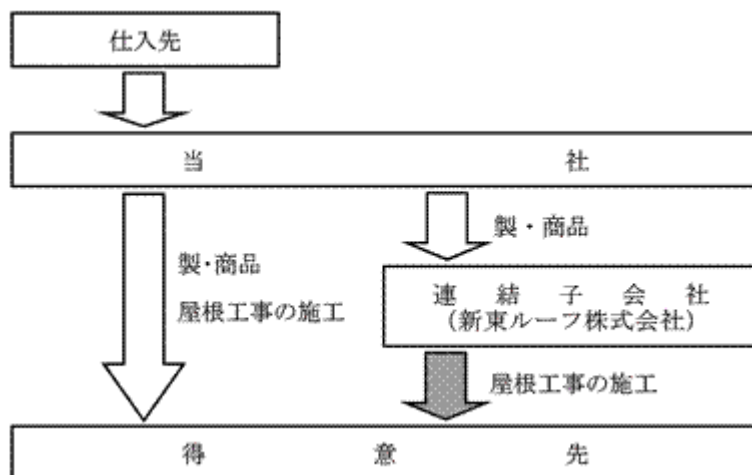 仕入先
当社
製・商品
製・商品
屋根工事の施工
連結子会社
(新東ルーフ株式会社)
屋根工事の施工
得意先